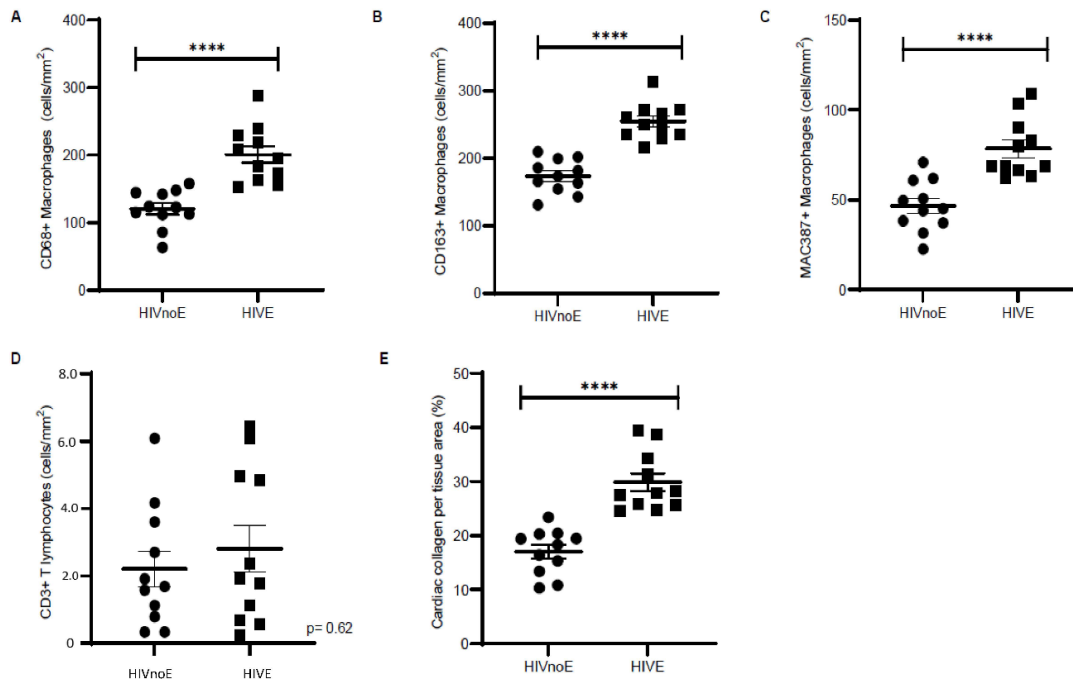 A
CD68+ Macrophages (cells/mm²)
400
300
200
100
0
****
HIVnoE
HIVE
B
CD163+ Macrophages (cells/mm²)
400
300
200
100
0
****
HIVnoE
HIVE
C
MAC387+ Macrophages (cells/mm²)
150
100
50
0
****
HIVnoE
HIVE
D
CD3+ T lymphocytes (cells/mm²)
8.0
6.0
4.0
2.0
0
p= 0.62
HIVnoE
HIVE
E
Cardiac collagen per tissue area (%)
50
40
30
20
10
0
****
HIVnoE
HIVE